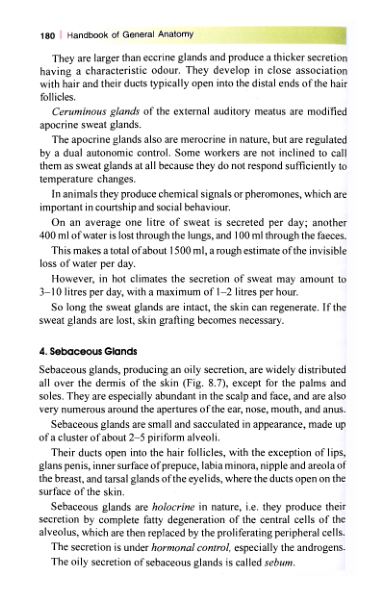 180 | Handbook of General Anatomy
They are larger than eccrine glands and produce a thicker secretion
having a characteristic odour. They develop in close association
with hair and their ducts typically open into the distal ends of the hair
follicles.
Ceruminous glands of the external auditory meatus are modified
apocrine sweat glands.
The apocrine glands also are merocrine in nature, but are regulated
by a dual autonomic control. Some workers are not inclined to call
them as sweat glands at all because they do not respond sufficiently to
temperature changes.
In animals they produce chemical signals or pheromones, which are
important in courtship and social behaviour.
On an average one litre of sweat is secreted per day; another
400 ml of water is lost through the lungs, and 100 ml through the faeces.
This makes a total of about 1500 ml, a rough estimate of the invisible
loss of water per day.
However, in hot climates the secretion of sweat may amount to
3–10 litres per day, with a maximum of 1–2 litres per hour.
So long the sweat glands are intact, the skin can regenerate. If the
sweat glands are lost, skin grafting becomes necessary.
4. Sebaceous Glands
Sebaceous glands, producing an oily secretion, are widely distributed
all over the dermis of the skin (Fig. 8.7), except for the palms and
soles. They are especially abundant in the scalp and face, and are also
very numerous around the apertures of the ear, nose, mouth, and anus.
Sebaceous glands are small and sacculated in appearance, made up
of a cluster of about 2–5 piriform alveoli.
Their ducts open into the hair follicles, with the exception of lips,
glans penis, inner surface of prepuce, labia minora, nipple and areola of
the breast, and tarsal glands of the eyelids, where the ducts open on the
surface of the skin.
Sebaceous glands are holocrine in nature, i.e. they produce their
secretion by complete fatty degeneration of the central cells of the
alveolus, which are then replaced by the proliferating peripheral cells.
The secretion is under hormonal control, especially the androgens.
The oily secretion of sebaceous glands is called sebum.